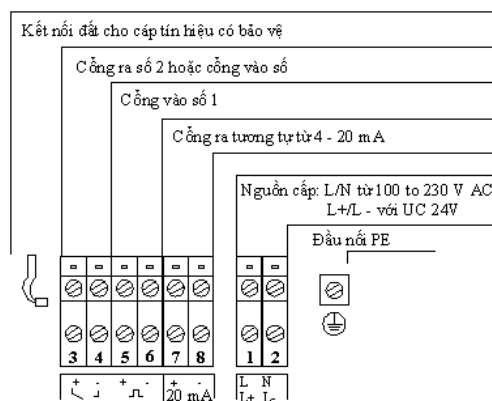 Kết nối đất cho cáp tín hiệu có bảo vệ
Cổng ra số 2 hoặc cổng vào số
Cổng vào số 1
Cổng ra tương tự từ 4 - 20 mA
Nguồn cấp: L/N từ 100 to 230 V AC
L+/L - với UC 24V
Đầu nối PE
3 4 5 6 7 8 1 2
+ - + - + - L N
20 mA L+ L-